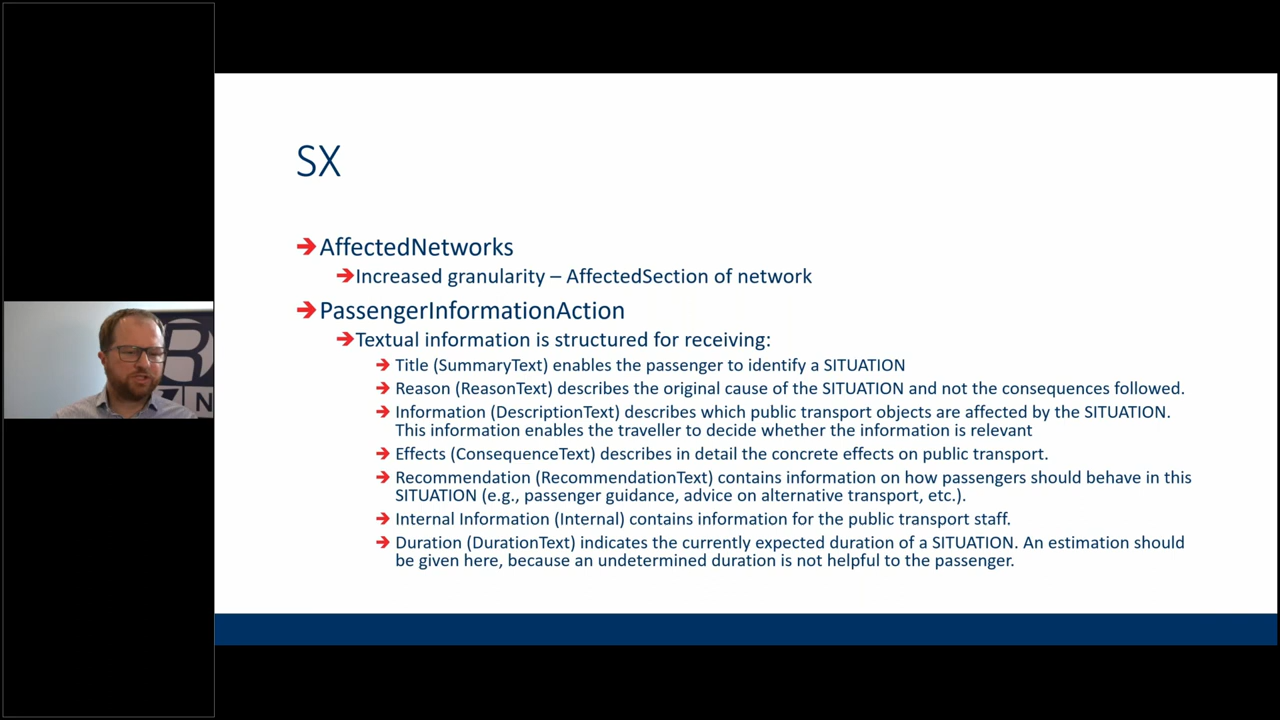 SX
AffectedNetworks
Increased granularity – AffectedSection of network
PassengerInformationAction
Textual information is structured for receiving:
Title (SummaryText) enables the passenger to identify a SITUATION
Reason (ReasonText) describes the original cause of the SITUATION and not the consequences followed.
Information (DescriptionText) describes which public transport objects are affected by the SITUATION.
This information enables the traveller to decide whether the information is relevant
Effects (ConsequenceText) describes in detail the concrete effects on public transport.
Recommendation (RecommendationText) contains information on how passengers should behave in this
SITUATION (e.g., passenger guidance, advice on alternative transport, etc.).
Internal Information (Internal) contains information for the public transport staff.
Duration (DurationText) indicates the currently expected duration of a SITUATION. An estimation should
be given here, because an undetermined duration is not helpful to the passenger.